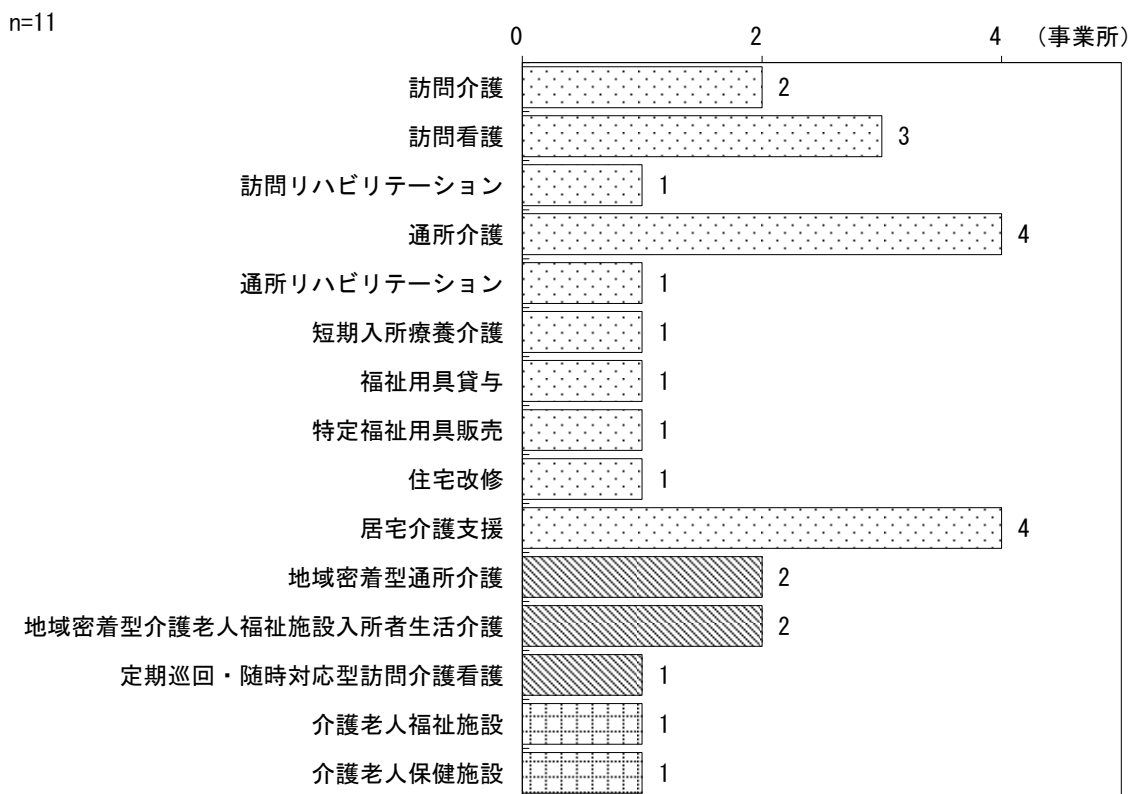 n=11
0 2 4 (事業所)
訪問介護 2
訪問看護 3
訪問リハビリテーション 1
通所介護 4
通所リハビリテーション 1
短期入所療養介護 1
福祉用具貸与 1
特定福祉用具販売 1
住宅改修 1
居宅介護支援 4
地域密着型通所介護 2
地域密着型介護老人福祉施設入所者生活介護 2
定期巡回・随時対応型訪問介護看護 1
介護老人福祉施設 1
介護老人保健施設 1